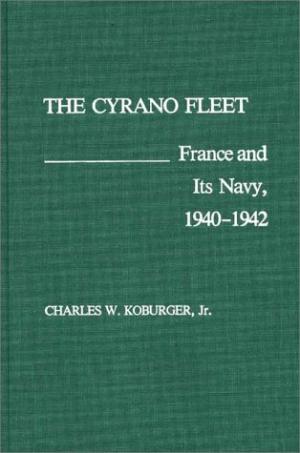 THE CYRANO FLEET
France and
Its Navy,
1940–1942
CHARLES W. KOBURGER, Jr.